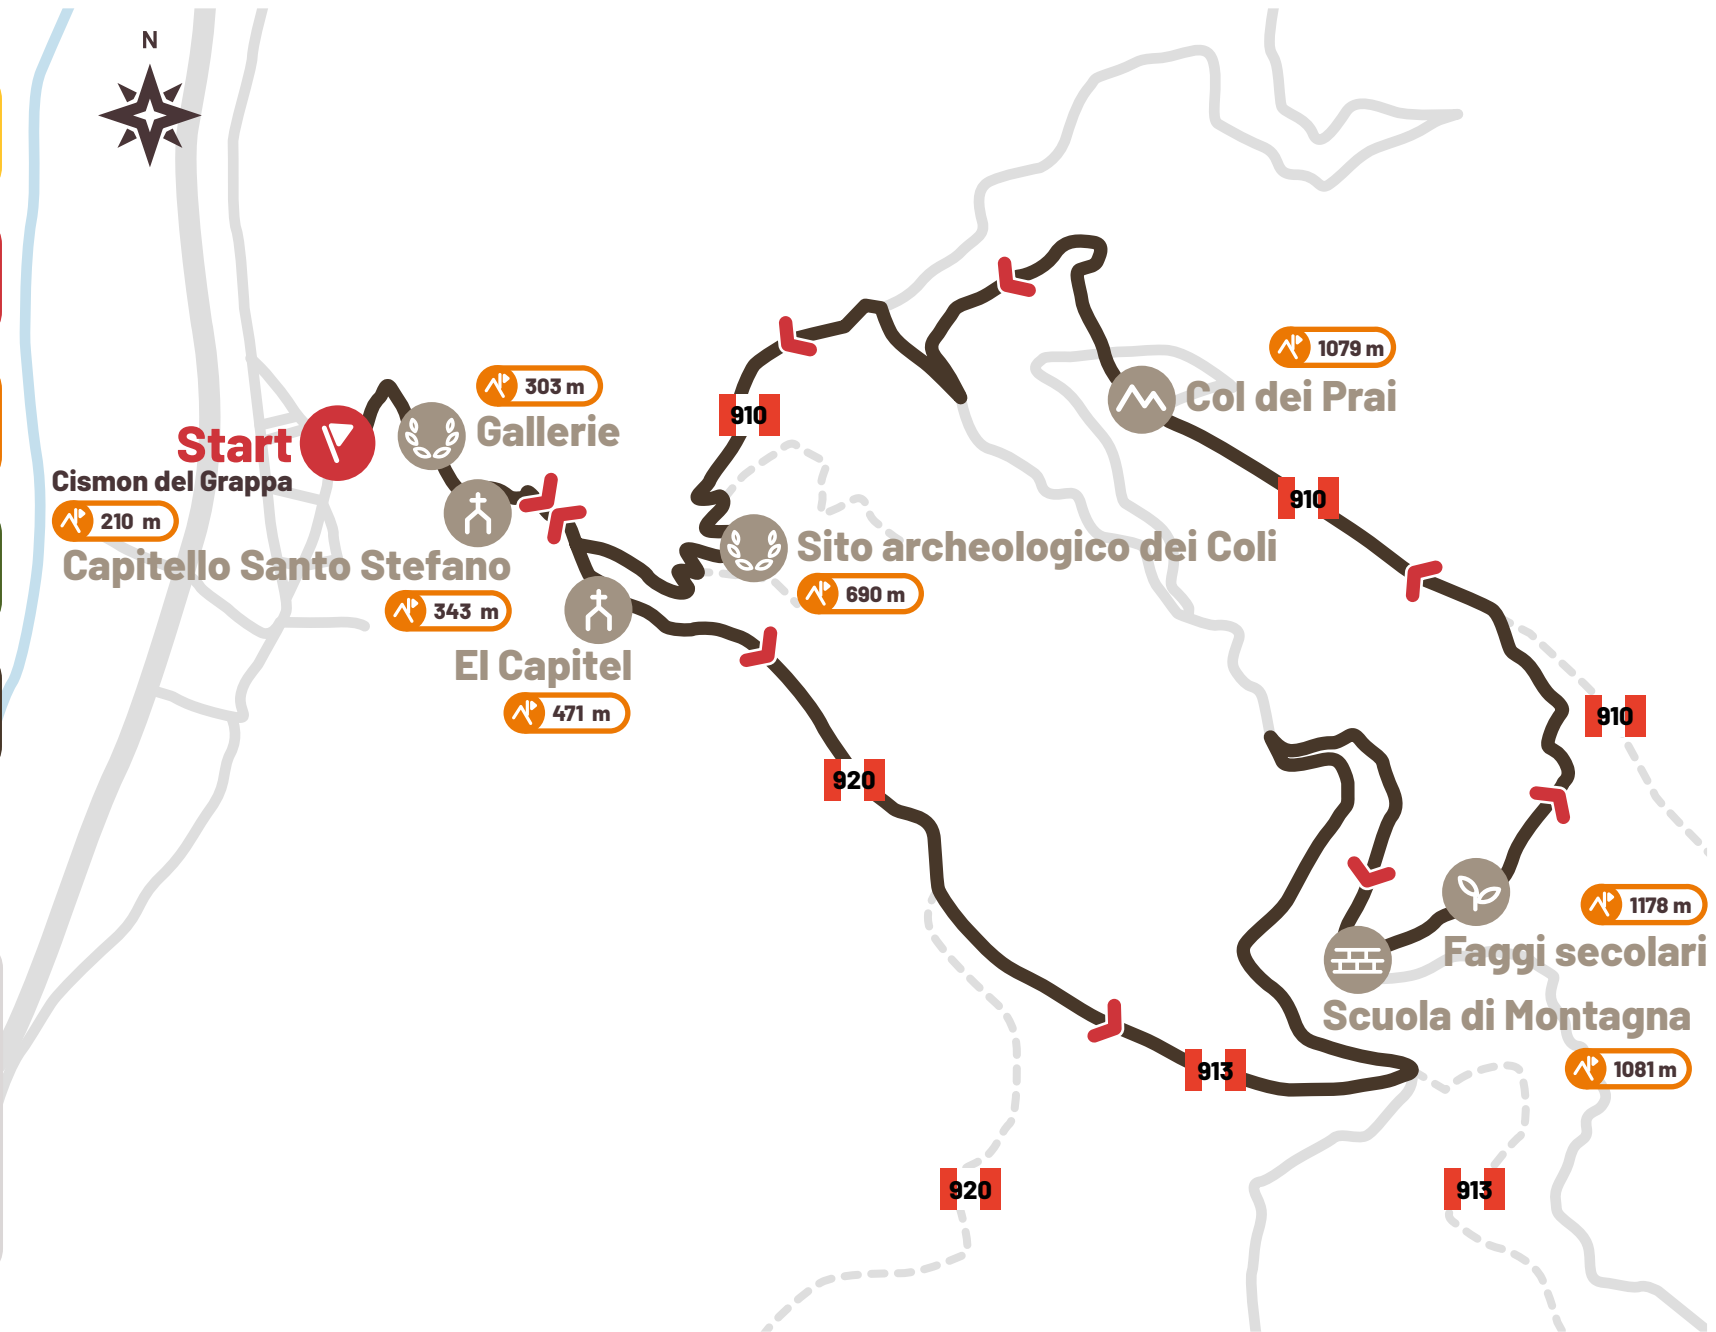 N
1079 m
Col dei Prai
303 m
Gallerie
910
Start
Cismon del Grappa
210 m
910
Capitello Santo Stefano
343 m
Sito archeologico dei Coli
690 m
El Capitel
471 m
910
920
1178 m
Faggi secolari
Scuola di Montagna
1081 m
913
920
913